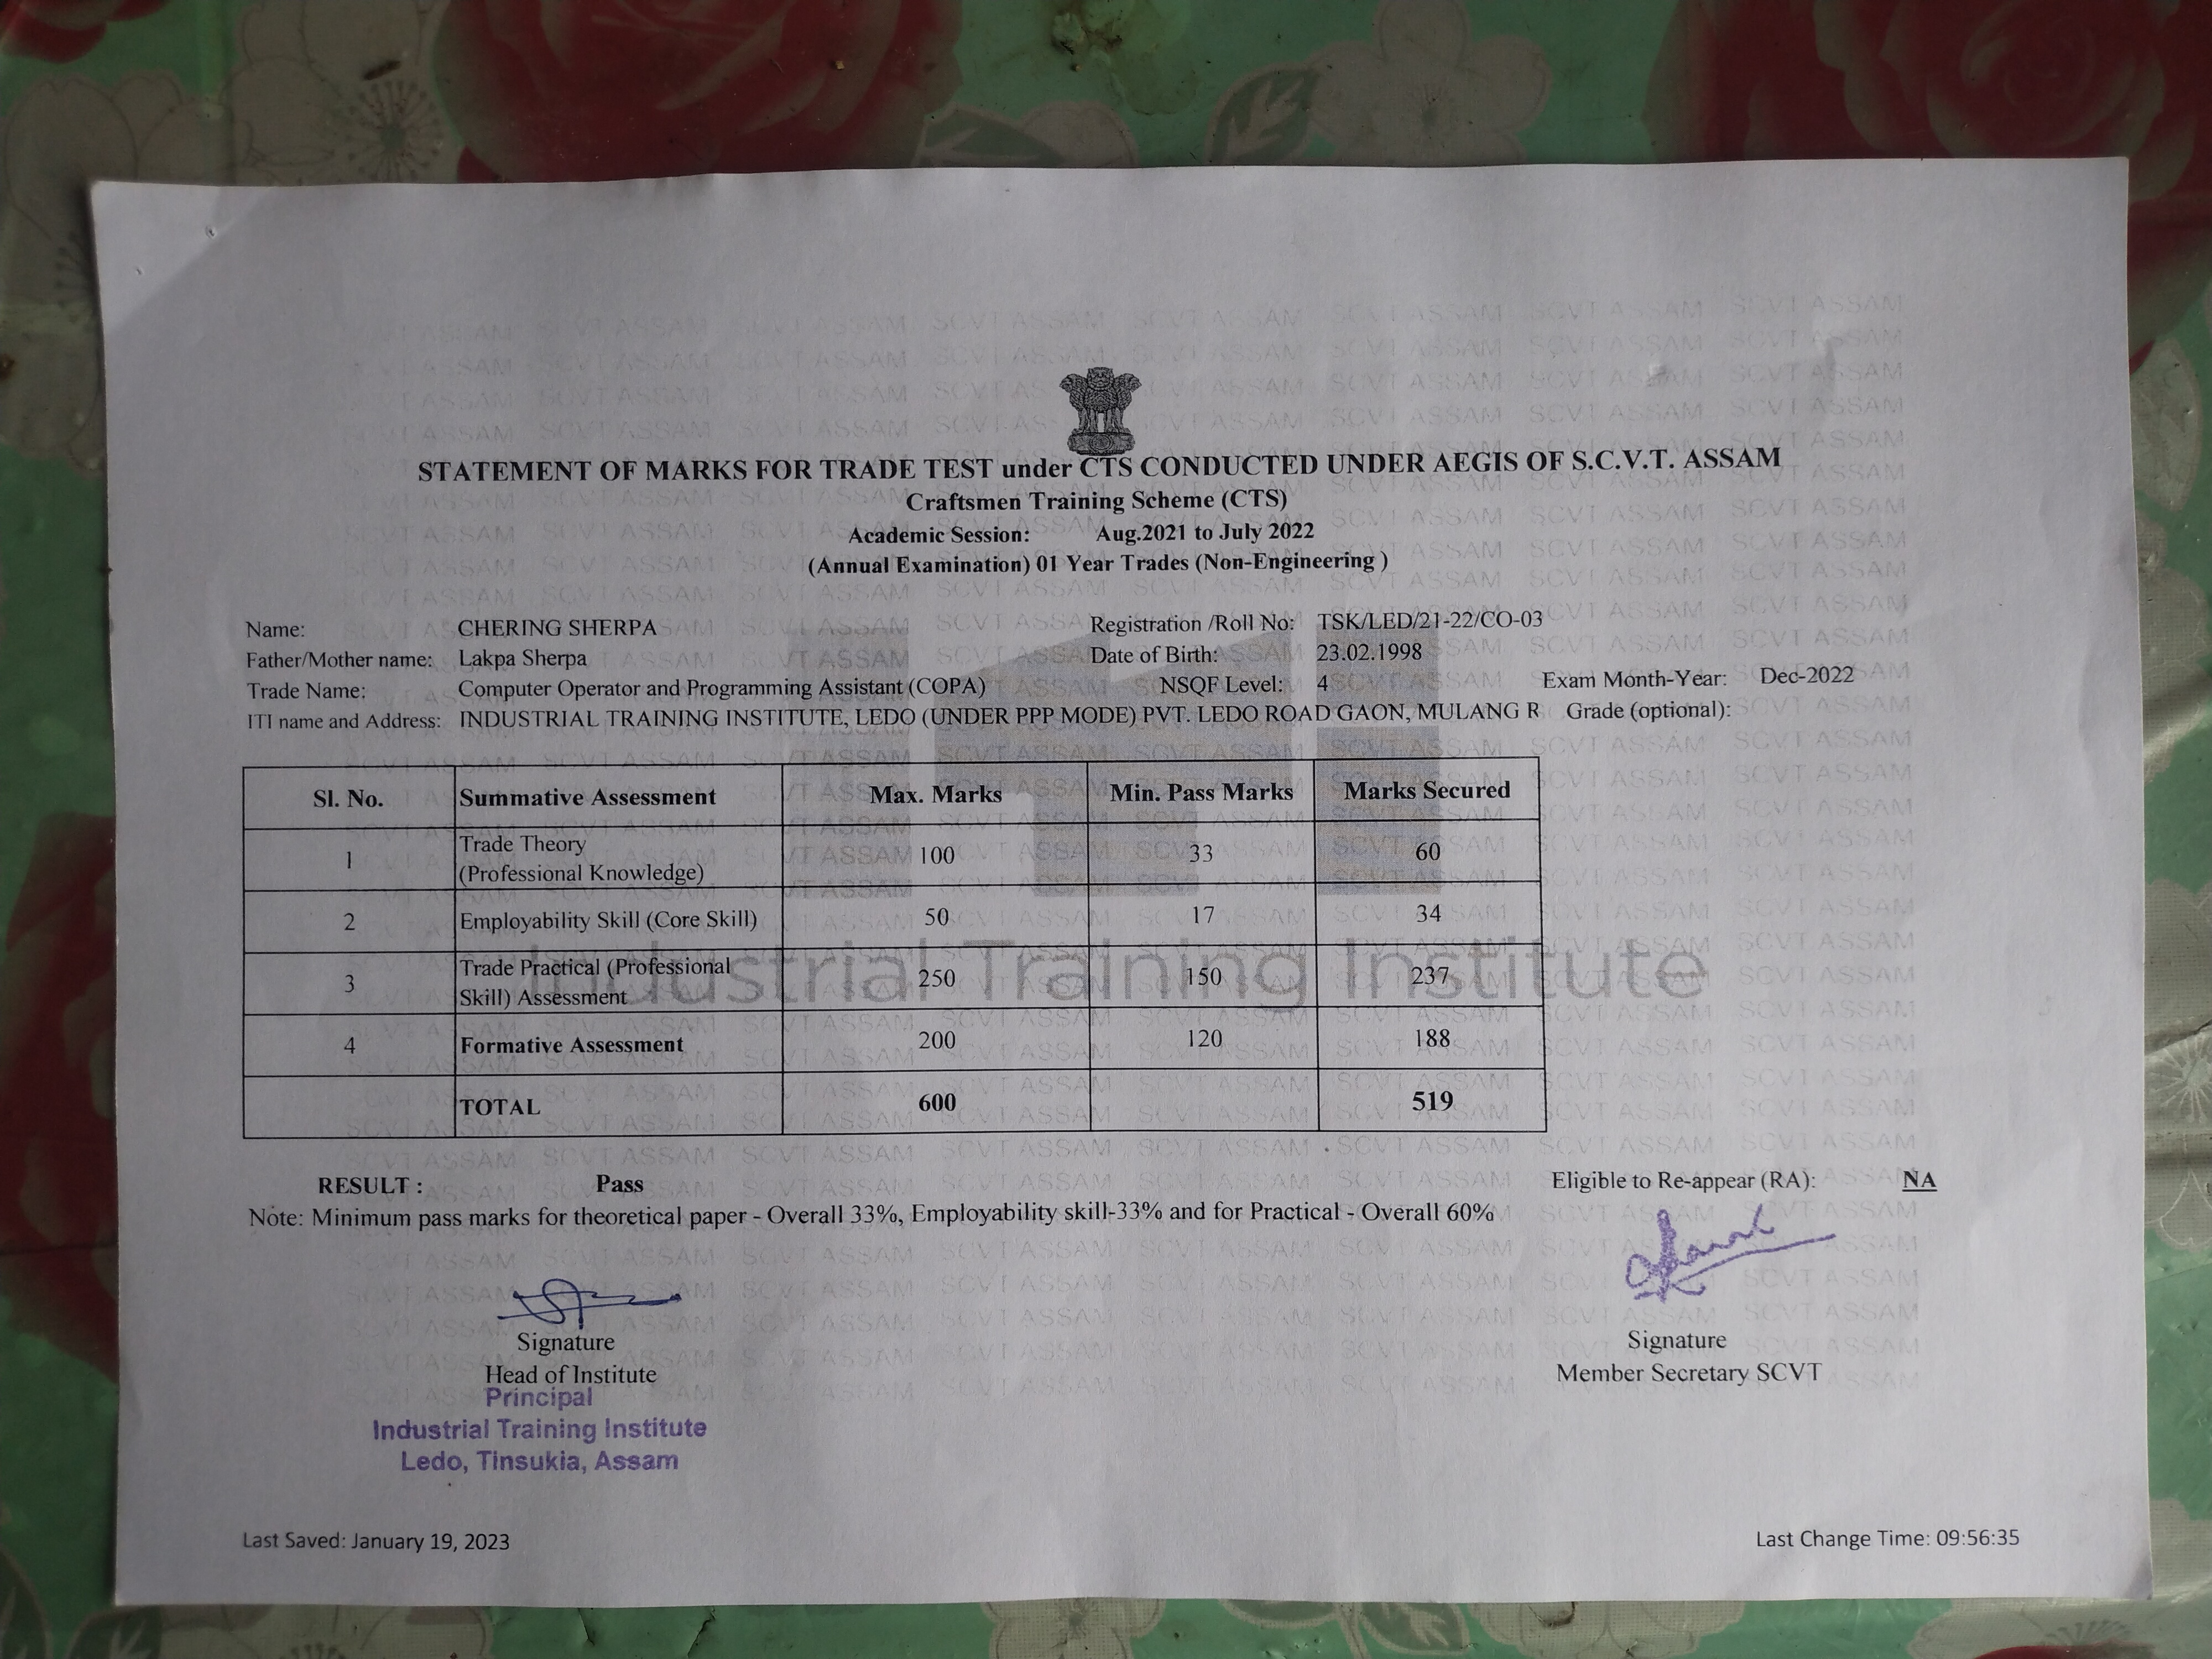 STATEMENT OF MARKS FOR TRADE TEST under CTS CONDUCTED UNDER AEGIS OF S.C.V.T. ASSAM
Craftsmen Training Scheme (CTS)
Academic Session: Aug.2021 to July 2022
(Annual Examination) 01 Year Trades (Non-Engineering )
Name: CHERING SHERPA Registration /Roll No: TSK/LED/21-22/CO-03
Father/Mother name: Lakpa Sherpa Date of Birth: 23.02.1998
Trade Name: Computer Operator and Programming Assistant (COPA) NSQF Level: 4 Exam Month-Year: Dec-2022
ITI name and Address: INDUSTRIAL TRAINING INSTITUTE, LEDO (UNDER PPP MODE) PVT. LEDO ROAD GAON, MULANG R Grade (optional):
Sl. No. Summative Assessment Max. Marks Min. Pass Marks Marks Secured
1 Trade Theory (Professional Knowledge) 100 33 60
2 Employability Skill (Core Skill) 50 17 34
3 Trade Practical (Professional Skill) Assessment 250 150 237
4 Formative Assessment 200 120 188
TOTAL 600 519
Industrial Training Institute
RESULT : Pass Eligible to Re-appear (RA): NA
Note: Minimum pass marks for theoretical paper - Overall 33%, Employability skill-33% and for Practical - Overall 60%
Signature Signature
Head of Institute Member Secretary SCVT
Principal
Industrial Training Institute
Ledo, Tinsukia, Assam
Last Saved: January 19, 2023 Last Change Time: 09:56:35
SCVT ASSAM